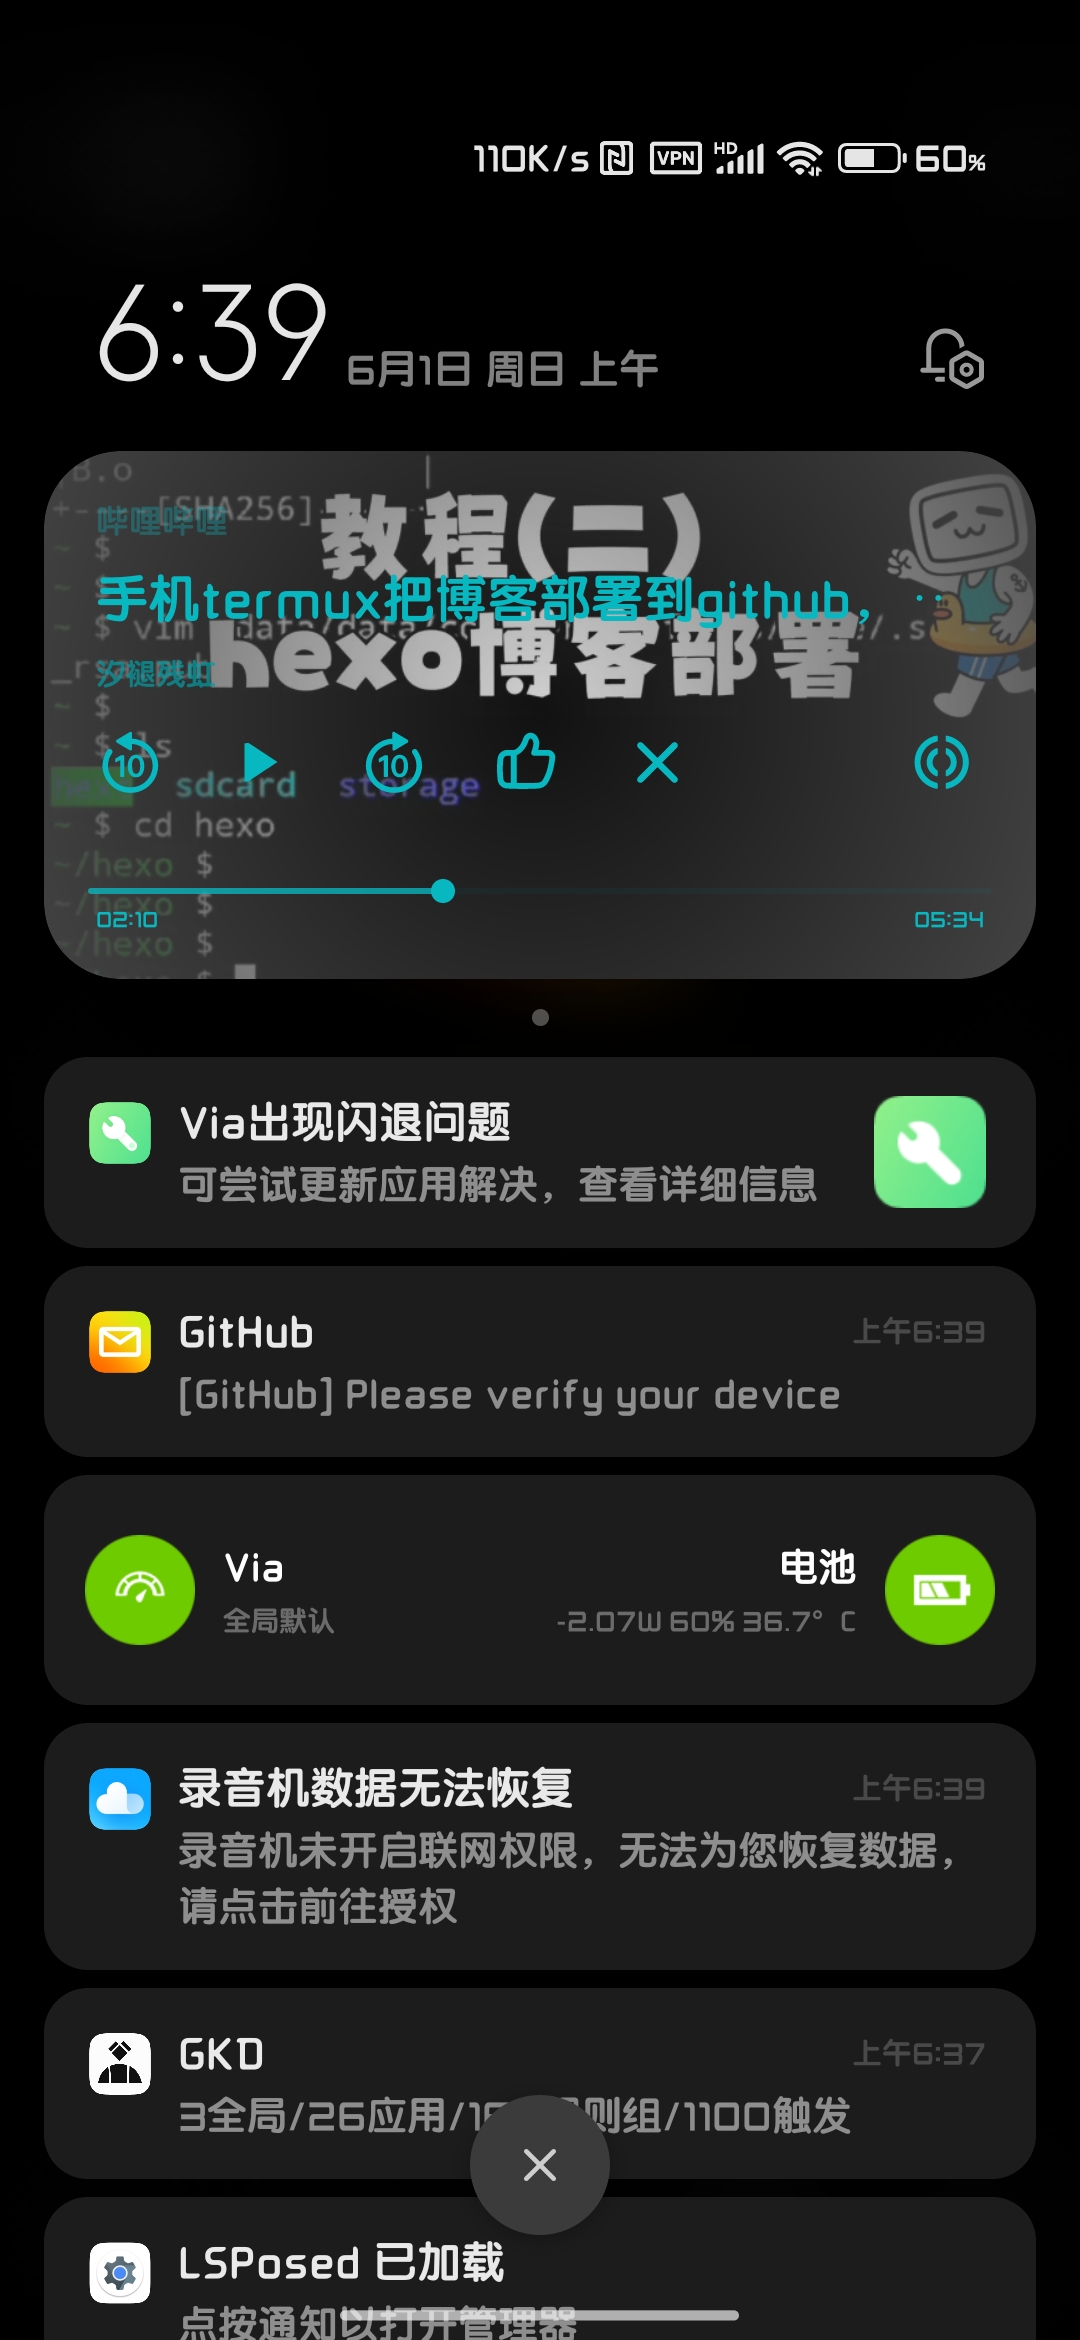 110K/s VPN HD 60%
6:39 6月1日 周日 上午
B.o
[SHA256]
哔哩哔哩
教程(二)
~ $
手机termux把博客部署到github，
~ $ vim
hexo博客部署
汐褪残虹
~ $
~ $ ls
10 10
sdcard storage
~ $ cd hexo
~/hexo $
~/hexo $
02:10 05:34
~/hexo $
Via出现闪退问题
可尝试更新应用解决，查看详细信息
GitHub 上午6:39
[GitHub] Please verify your device
Via 电池
全局默认 -2.07W 60% 36.7° C
录音机数据无法恢复 上午6:39
录音机未开启联网权限，无法为您恢复数据，
请点击前往授权
GKD 上午6:37
3全局/26应用/1 则组/1100触发
LSPosed 已加载
点按通知以打开管理器